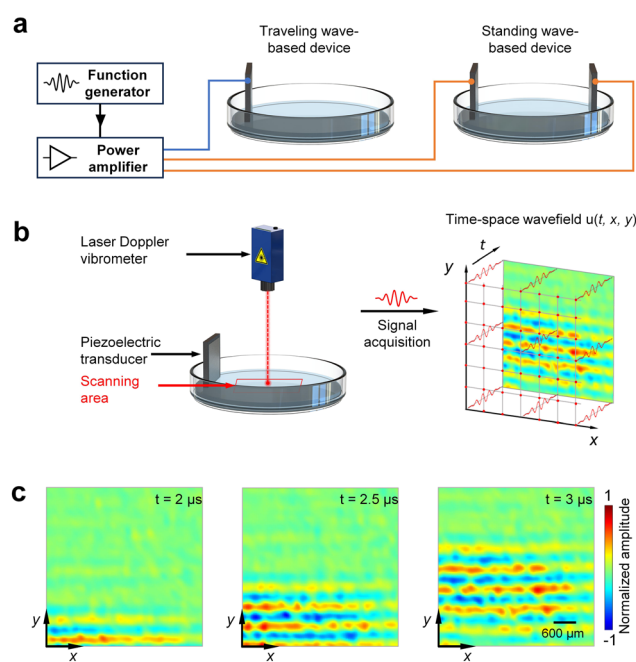 a
Traveling wave-
based device
Standing wave-
based device
Function
generator
Power
amplifier
b
Laser Doppler
vibrometer
Piezoelectric
transducer
Scanning
area
Signal
acquisition
Time-space wavefield u(t, x, y)
t
y
x
c
t = 2 µs
y
x
t = 2.5 µs
y
x
t = 3 µs
y
x
600 µm
1
Normalized amplitude
-1